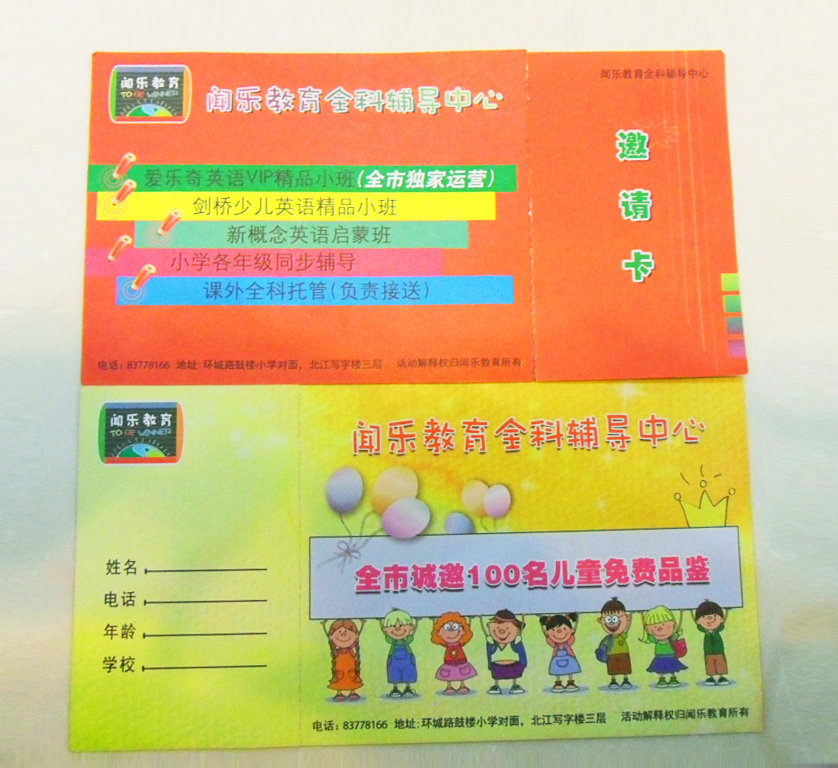 闻乐教育
TO BE WINNER
闻乐教育全科辅导中心
爱乐奇英语VIP精品小班(全市独家运营)
剑桥少儿英语精品小班
新概念英语启蒙班
小学各年级同步辅导
课外全科托管(负责接送)
电话:83778166 地址:环城路鼓楼小学对面,北江写字楼三层 活动解释权归闻乐教育所有
闻乐教育全科辅导中心
邀
请
卡
闻乐教育
TO BE WINNER
姓名
电话
年龄
学校
闻乐教育全科辅导中心
全市诚邀100名儿童免费品鉴
电话:83778166 地址:环城路鼓楼小学对面,北江写字楼三层 活动解释权归闻乐教育所有